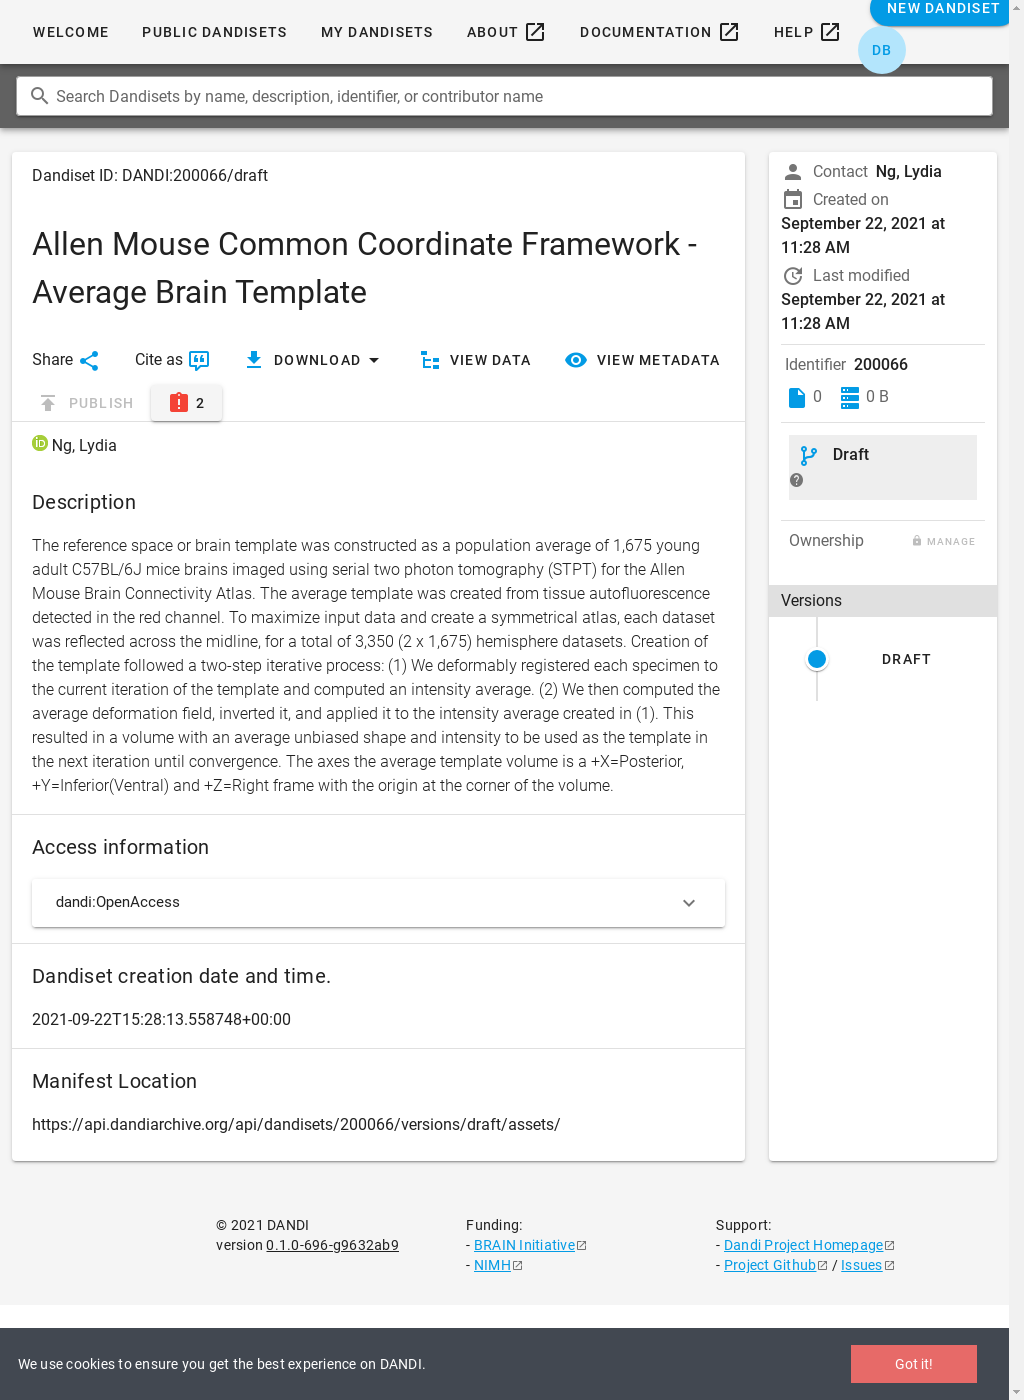 NEW DANDISET
WELCOME PUBLIC DANDISETS MY DANDISETS ABOUT DOCUMENTATION HELP
DB
Search Dandisets by name, description, identifier, or contributor name
Dandiset ID: DANDI:200066/draft
Allen Mouse Common Coordinate Framework -
Average Brain Template
Share Cite as DOWNLOAD VIEW DATA VIEW METADATA
PUBLISH 2
Ng, Lydia
Description
The reference space or brain template was constructed as a population average of 1,675 young
adult C57BL/6J mice brains imaged using serial two photon tomography (STPT) for the Allen
Mouse Brain Connectivity Atlas. The average template was created from tissue autofluorescence
detected in the red channel. To maximize input data and create a symmetrical atlas, each dataset
was reflected across the midline, for a total of 3,350 (2 x 1,675) hemisphere datasets. Creation of
the template followed a two-step iterative process: (1) We deformably registered each specimen to
the current iteration of the template and computed an intensity average. (2) We then computed the
average deformation field, inverted it, and applied it to the intensity average created in (1). This
resulted in a volume with an average unbiased shape and intensity to be used as the template in
the next iteration until convergence. The axes the average template volume is a +X=Posterior,
+Y=Inferior(Ventral) and +Z=Right frame with the origin at the corner of the volume.
Access information
dandi:OpenAccess
Dandiset creation date and time.
2021-09-22T15:28:13.558748+00:00
Manifest Location
https://api.dandiarchive.org/api/dandisets/200066/versions/draft/assets/
Contact Ng, Lydia
Created on
September 22, 2021 at
11:28 AM
Last modified
September 22, 2021 at
11:28 AM
Identifier 200066
0 0 B
Draft
Ownership MANAGE
Versions
DRAFT
© 2021 DANDI
version 0.1.0-696-g9632ab9
Funding:
- BRAIN Initiative
- NIMH
Support:
- Dandi Project Homepage
- Project Github / Issues
We use cookies to ensure you get the best experience on DANDI.
Got it!